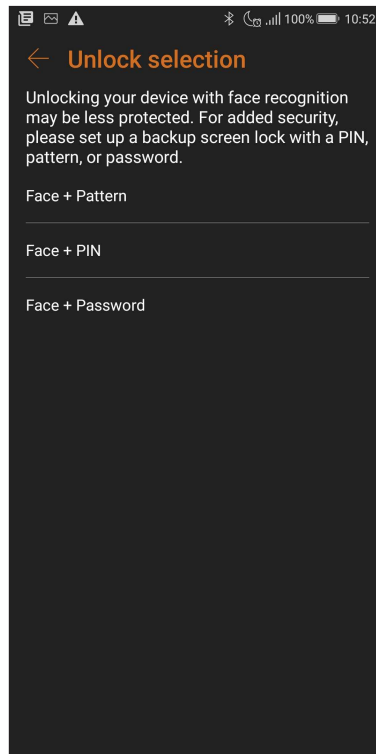 100% 10:52
Unlock selection
Unlocking your device with face recognition
may be less protected. For added security,
please set up a backup screen lock with a PIN,
pattern, or password.
Face + Pattern
Face + PIN
Face + Password